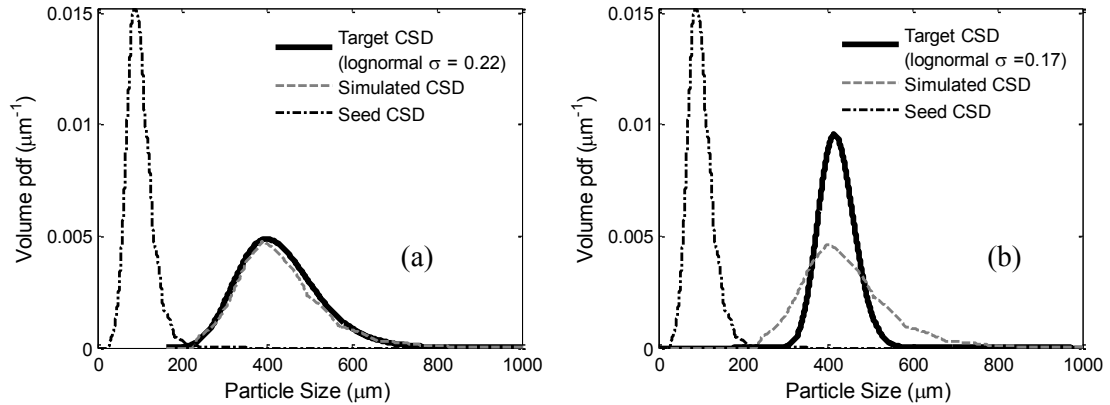 0.015
0.01
0.005
0
Volume pdf (μm⁻¹)
Target CSD
(lognormal σ = 0.22)
Simulated CSD
Seed CSD
(a)
0 200 400 600 800 1000
Particle Size (μm)
0.015
0.01
0.005
0
Volume pdf (μm⁻¹)
Target CSD
(lognormal σ =0.17)
Simulated CSD
Seed CSD
(b)
0 200 400 600 800 1000
Particle Size (μm)